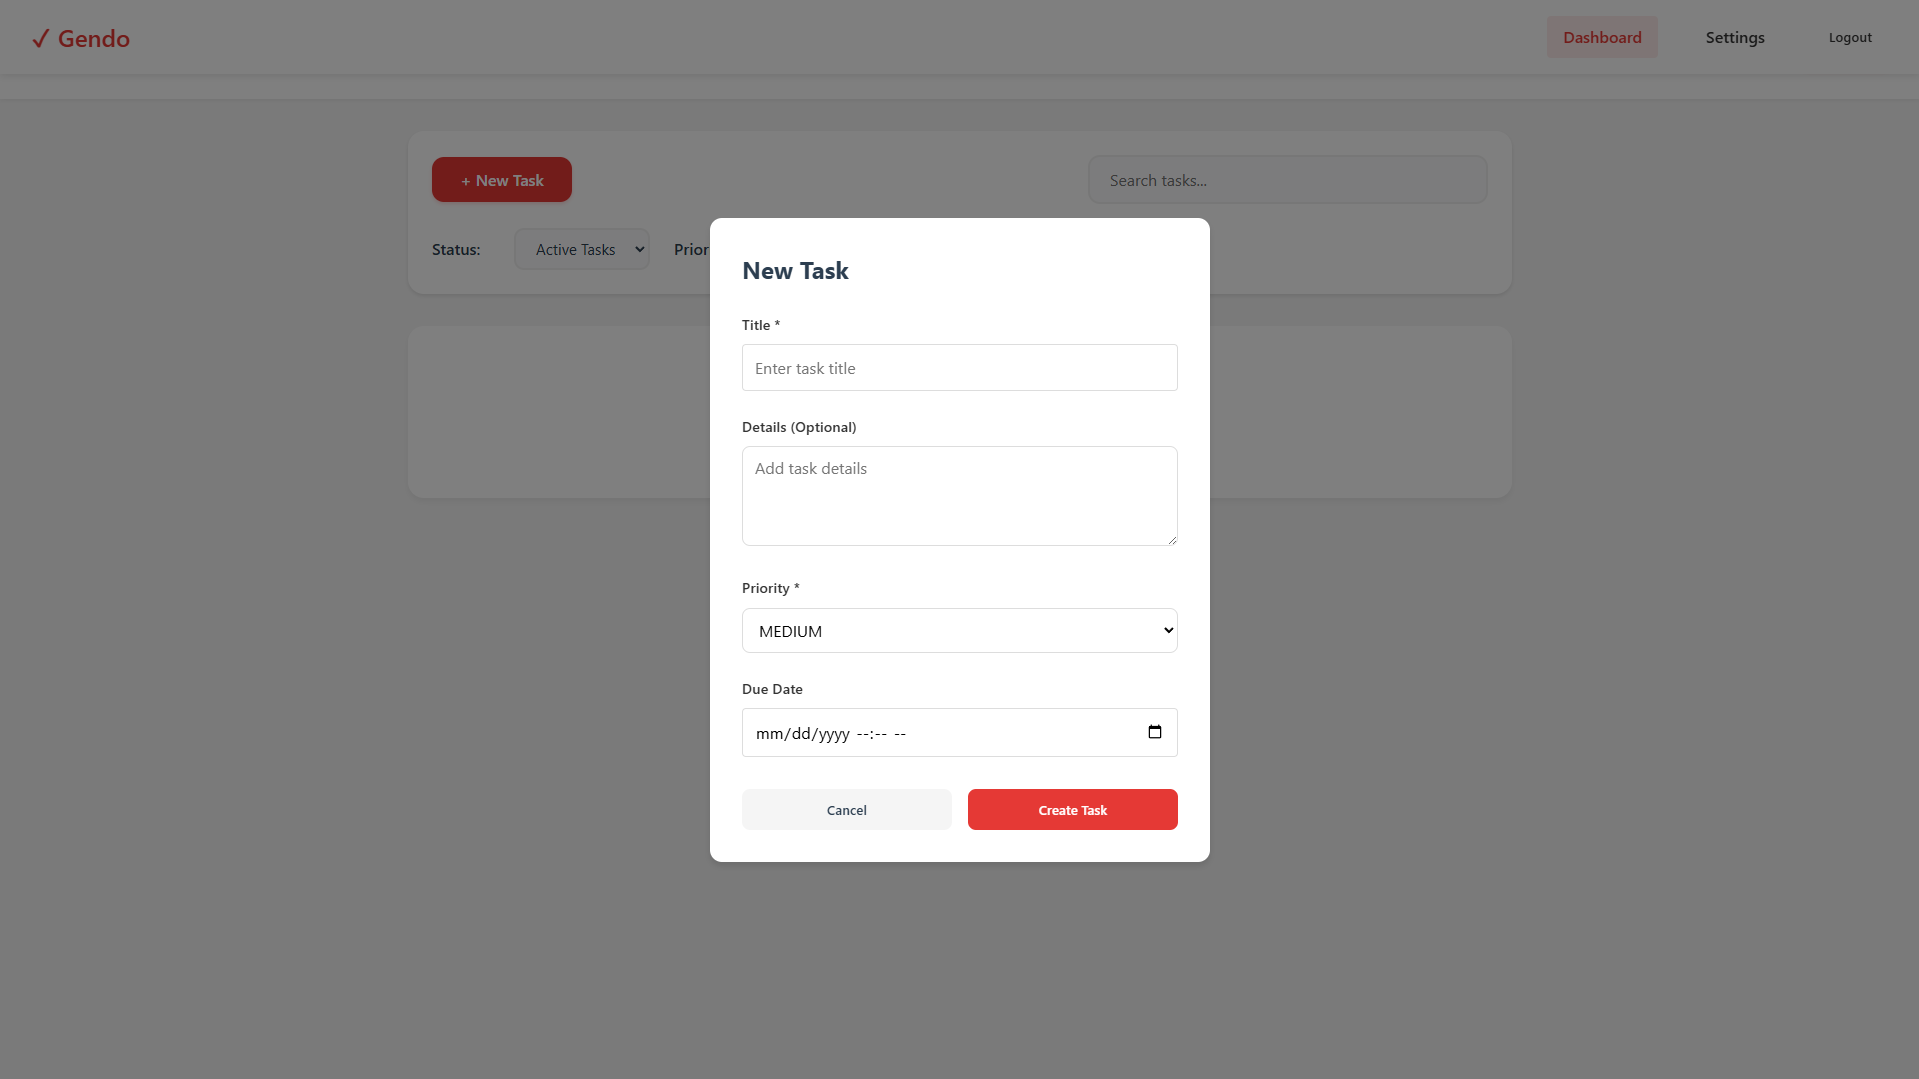 ✓ Gendo
Dashboard
Settings
Logout
+ New Task
Search tasks...
Status:
Active Tasks
New Task
Title *
Enter task title
Details (Optional)
Add task details
Priority *
MEDIUM
Due Date
mm/dd/yyyy --:-- --
Cancel
Create Task